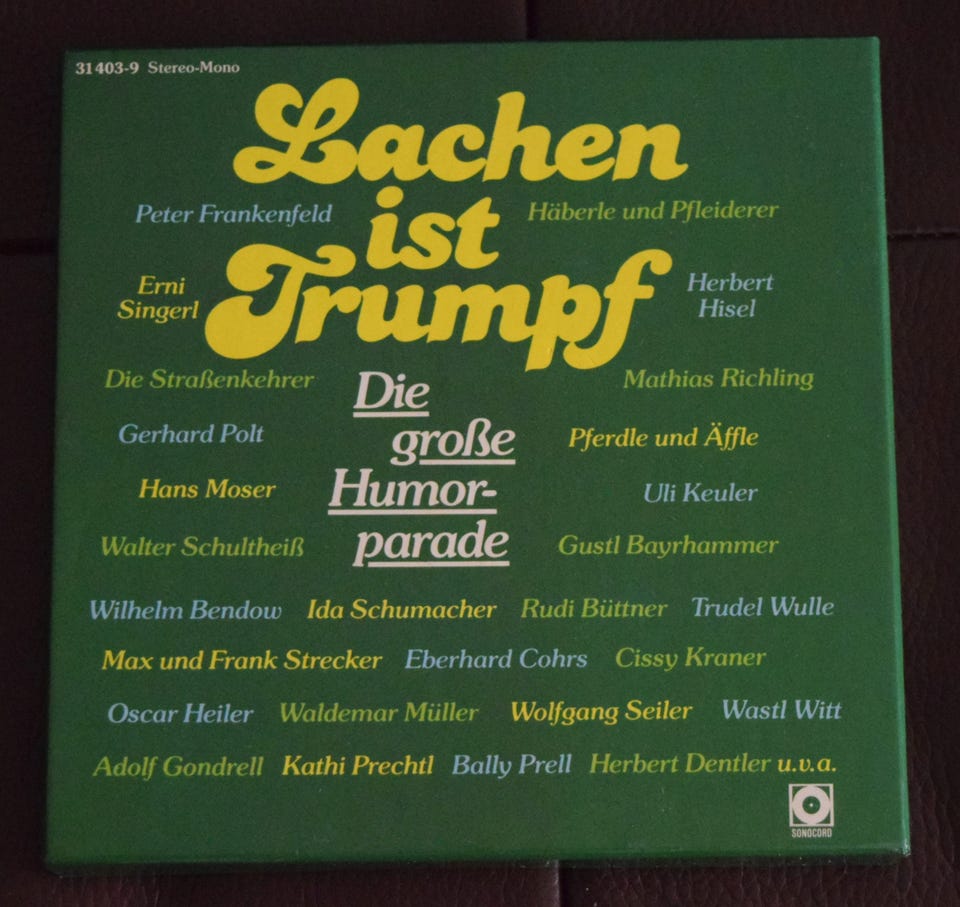 31 403-9 Stereo-Mono
Lachen
ist
Trumpf
Peter Frankenfeld
Häberle und Pfleiderer
Erni
Singerl
Herbert
Hisel
Die Straßenkehrer
Mathias Richling
Die
große
Humor-
parade
Gerhard Polt
Pferdle und Äffle
Hans Moser
Uli Keuler
Walter Schultheiß
Gustl Bayrhammer
Wilhelm Bendow Ida Schumacher Rudi Büttner Trudel Wulle
Max und Frank Strecker Eberhard Cohrs Cissy Kraner
Oscar Heiler Waldemar Müller Wolfgang Seiler Wastl Witt
Adolf Gondrell Kathi Prechtl Bally Prell Herbert Dentler u.v.a.
SONOCORD